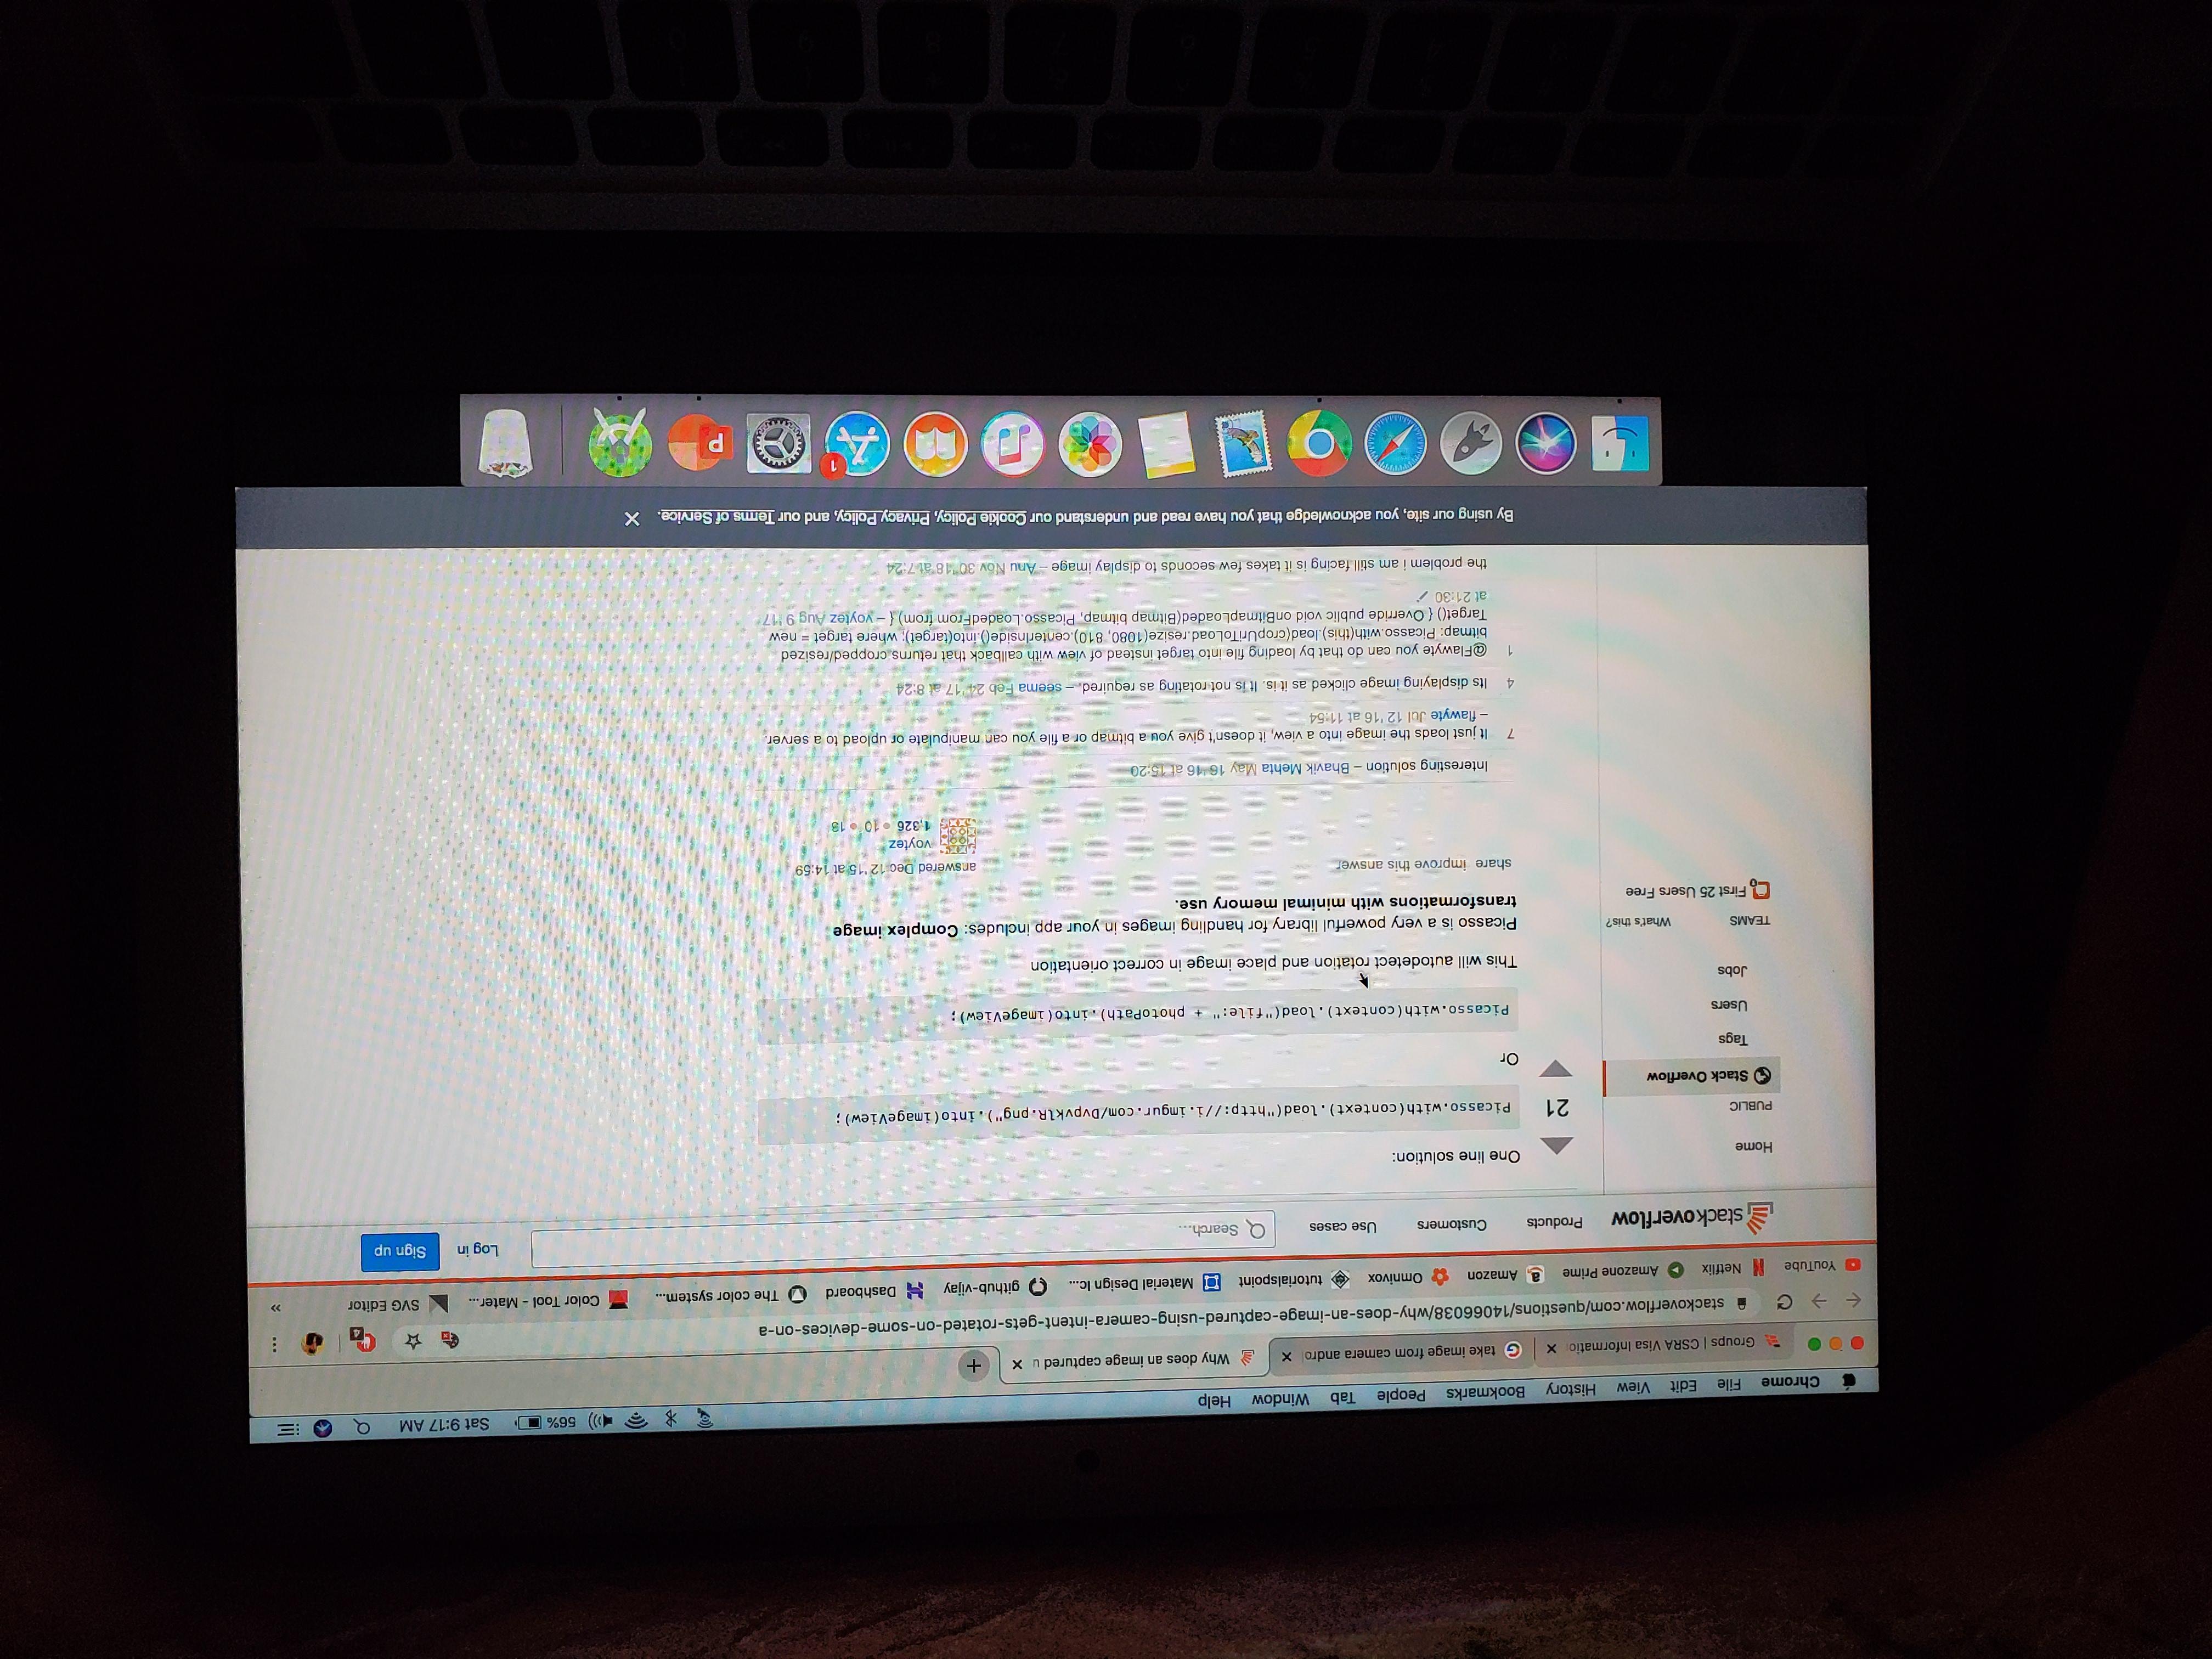 Chrome File Edit View History Bookmarks People Tab Window Help
56% Sat 9:17 AM
Groups | CSRA Visa Informatio
take image from camera andro
Why does an image captured u
stackoverflow.com/questions/14066038/why-does-an-image-captured-using-camera-intent-gets-rotated-on-some-devices-on-a
4
YouTube Netflix Amazone Prime Amazon Omnivox tutorialspoint Material Design Ic... github-vijay Dashboard The color system... Color Tool - Mater... SVG Editor »
stackoverflow Products Customers Use cases Search... Log in Sign up
Home
PUBLIC
Stack Overflow
Tags
Users
Jobs
TEAMS What's this?
First 25 Users Free
One line solution:
21
Picasso.with(context).load("http://i.imgur.com/DvpvklR.png").into(imageView);
Or
Picasso.with(context).load("file:" + photoPath).into(imageView);
This will autodetect rotation and place image in correct orientation
Picasso is a very powerful library for handling images in your app includes: Complex image
transformations with minimal memory use.
share improve this answer
answered Dec 12 '15 at 14:59
voytez
1,326 10 13
Interesting solution – Bhavik Mehta May 16 '16 at 15:20
7 It just loads the image into a view, it doesn't give you a bitmap or a file you can manipulate or upload to a server.
– flawyte Jul 12 '16 at 11:54
4 Its displaying image clicked as it is. It is not rotating as required. – seema Feb 24 '17 at 8:24
1 @Flawyte you can do that by loading file into target instead of view with callback that returns cropped/resized
bitmap: Picasso.with(this).load(cropUriToLoad.resize(1080, 810).centerInside().into(target); where target = new
Target() { Override public void onBitmapLoaded(Bitmap bitmap, Picasso.LoadedFrom from) { – voytez Aug 9 '17
at 21:30
the problem i am still facing is it takes few seconds to display image – Anu Nov 30 '18 at 7:24
By using our site, you acknowledge that you have read and understand our Cookie Policy, Privacy Policy, and our Terms of Service.
1
P